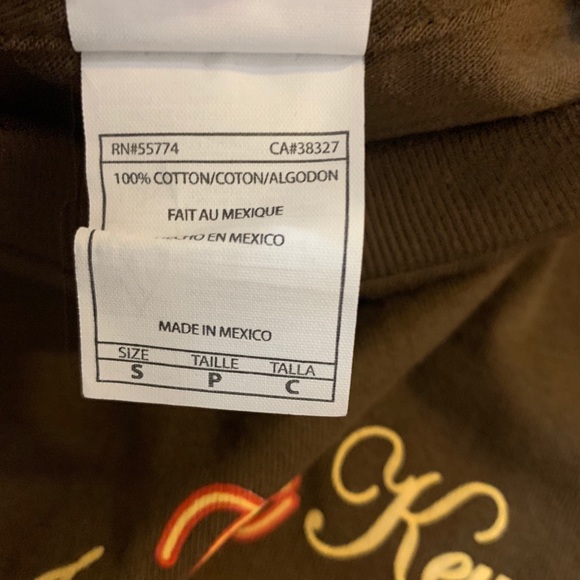 RN#55774 CA#38327
100% COTTON/COTON/ALGODON
FAIT AU MEXIQUE
EN MEXICO
MADE IN MEXICO
SIZE TAILLE TALLA
S P C